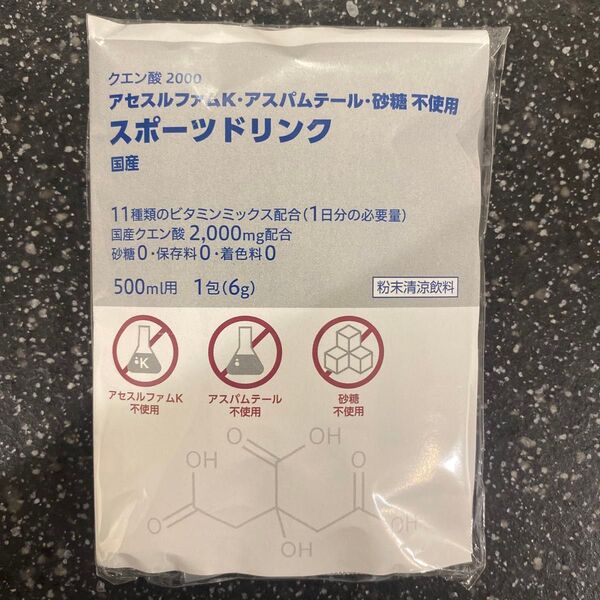 クエン酸 2000
アセスルファムK・アスパムテール・砂糖 不使用
スポーツドリンク
国産
11種類のビタミンミックス配合(1日分の必要量)
国産クエン酸 2,000mg配合
砂糖0・保存料0・着色料0
500ml用 1包(6g)
粉末清涼飲料
K
アセスルファムK
不使用
アスパムテール
不使用
砂糖
不使用
O
OH
OH
O
O
OH
OH